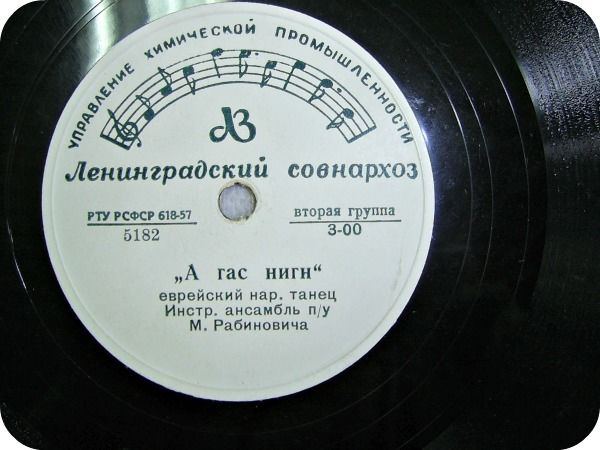 УПРАВЛЕНИЕ ХИМИЧЕСКОЙ ПРОМЫШЛЕННОСТИ
ЛЗ
Ленинградский совнархоз
РТУ РСФСР 618-57
5182
вторая группа
3-00
„А гас нигн“
еврейский нар. танец
Инстр. ансамбль п/у
М. Рабиновича